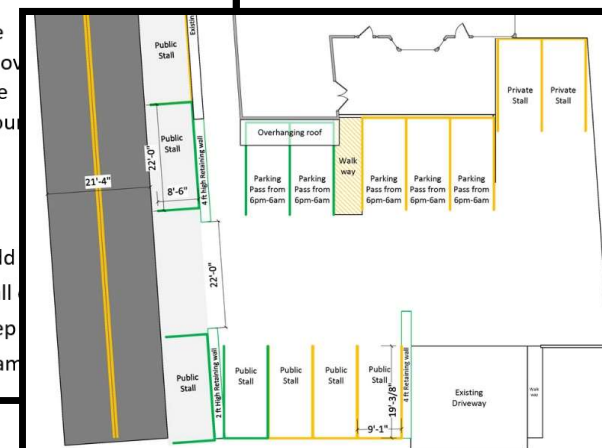 Public
Stall
Public
Stall
22'-0"
8'-6"
4 ft high Retaining wall
21'-4"
22'-0"
Overhanging roof
Walk
way
Parking
Pass from
6pm-6am
Parking
Pass from
6pm-6am
Parking
Pass from
6pm-6am
Parking
Pass from
6pm-6am
Parking
Pass from
6pm-6am
Private
Stall
Private
Stall
Public
Stall
2 ft High Retaining wall
Public
Stall
Public
Stall
Public
Stall
Public
Stall
19'-3/8"
9'-1"
4 ft Retaining wall
Existing
Driveway
Walk
way